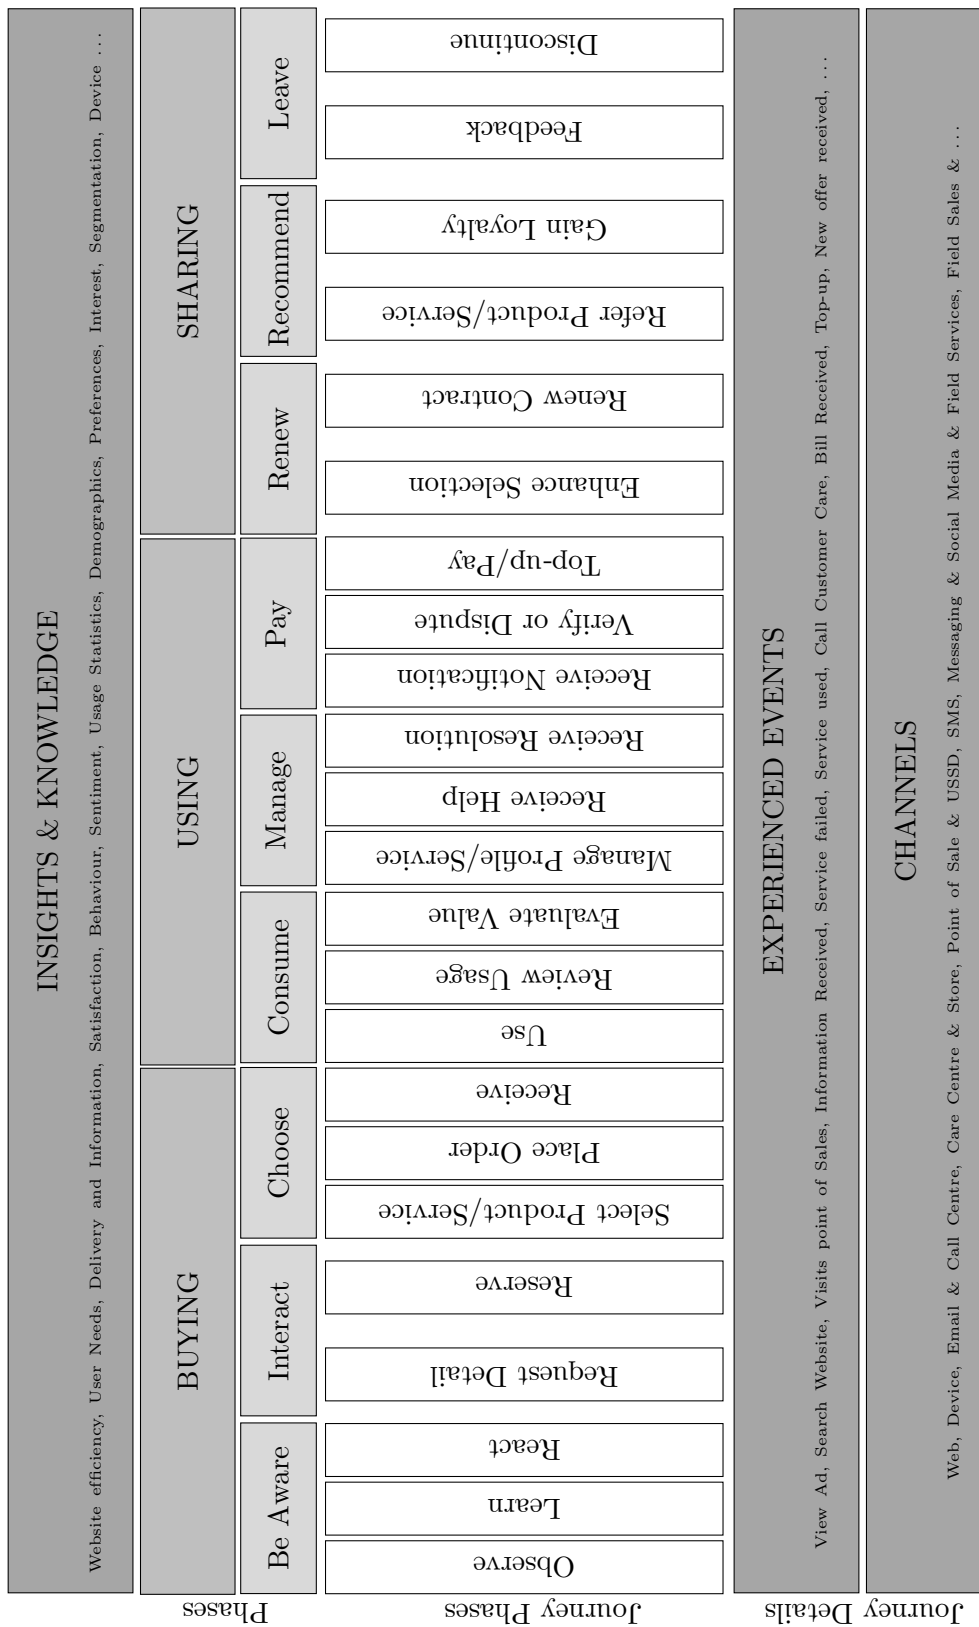 INSIGHTS & KNOWLEDGE
Website efficiency, User Needs, Delivery and Information, Satisfaction, Behaviour, Sentiment, Usage Statistics, Demographics, Preferences, Interest, Segmentation, Device ...
Phases
BUYING
USING
SHARING
Be Aware
Interact
Choose
Consume
Manage
Pay
Renew
Recommend
Leave
Journey Phases
Observe
Learn
React
Request Detail
Reserve
Select Product/Service
Place Order
Receive
Use
Review Usage
Evaluate Value
Manage Profile/Service
Receive Help
Receive Resolution
Receive Notification
Verify or Dispute
Top-up/Pay
Enhance Selection
Renew Contract
Refer Product/Service
Gain Loyalty
Feedback
Discontinue
Journey Details
EXPERIENCED EVENTS
View Ad, Search Website, Visits point of Sales, Information Received, Service failed, Service used, Call Customer Care, Bill Received, Top-up, New offer received, ...
CHANNELS
Web, Device, Email & Call Centre, Care Centre & Store, Point of Sale & USSD, SMS, Messaging & Social Media & Field Services, Field Sales & ...